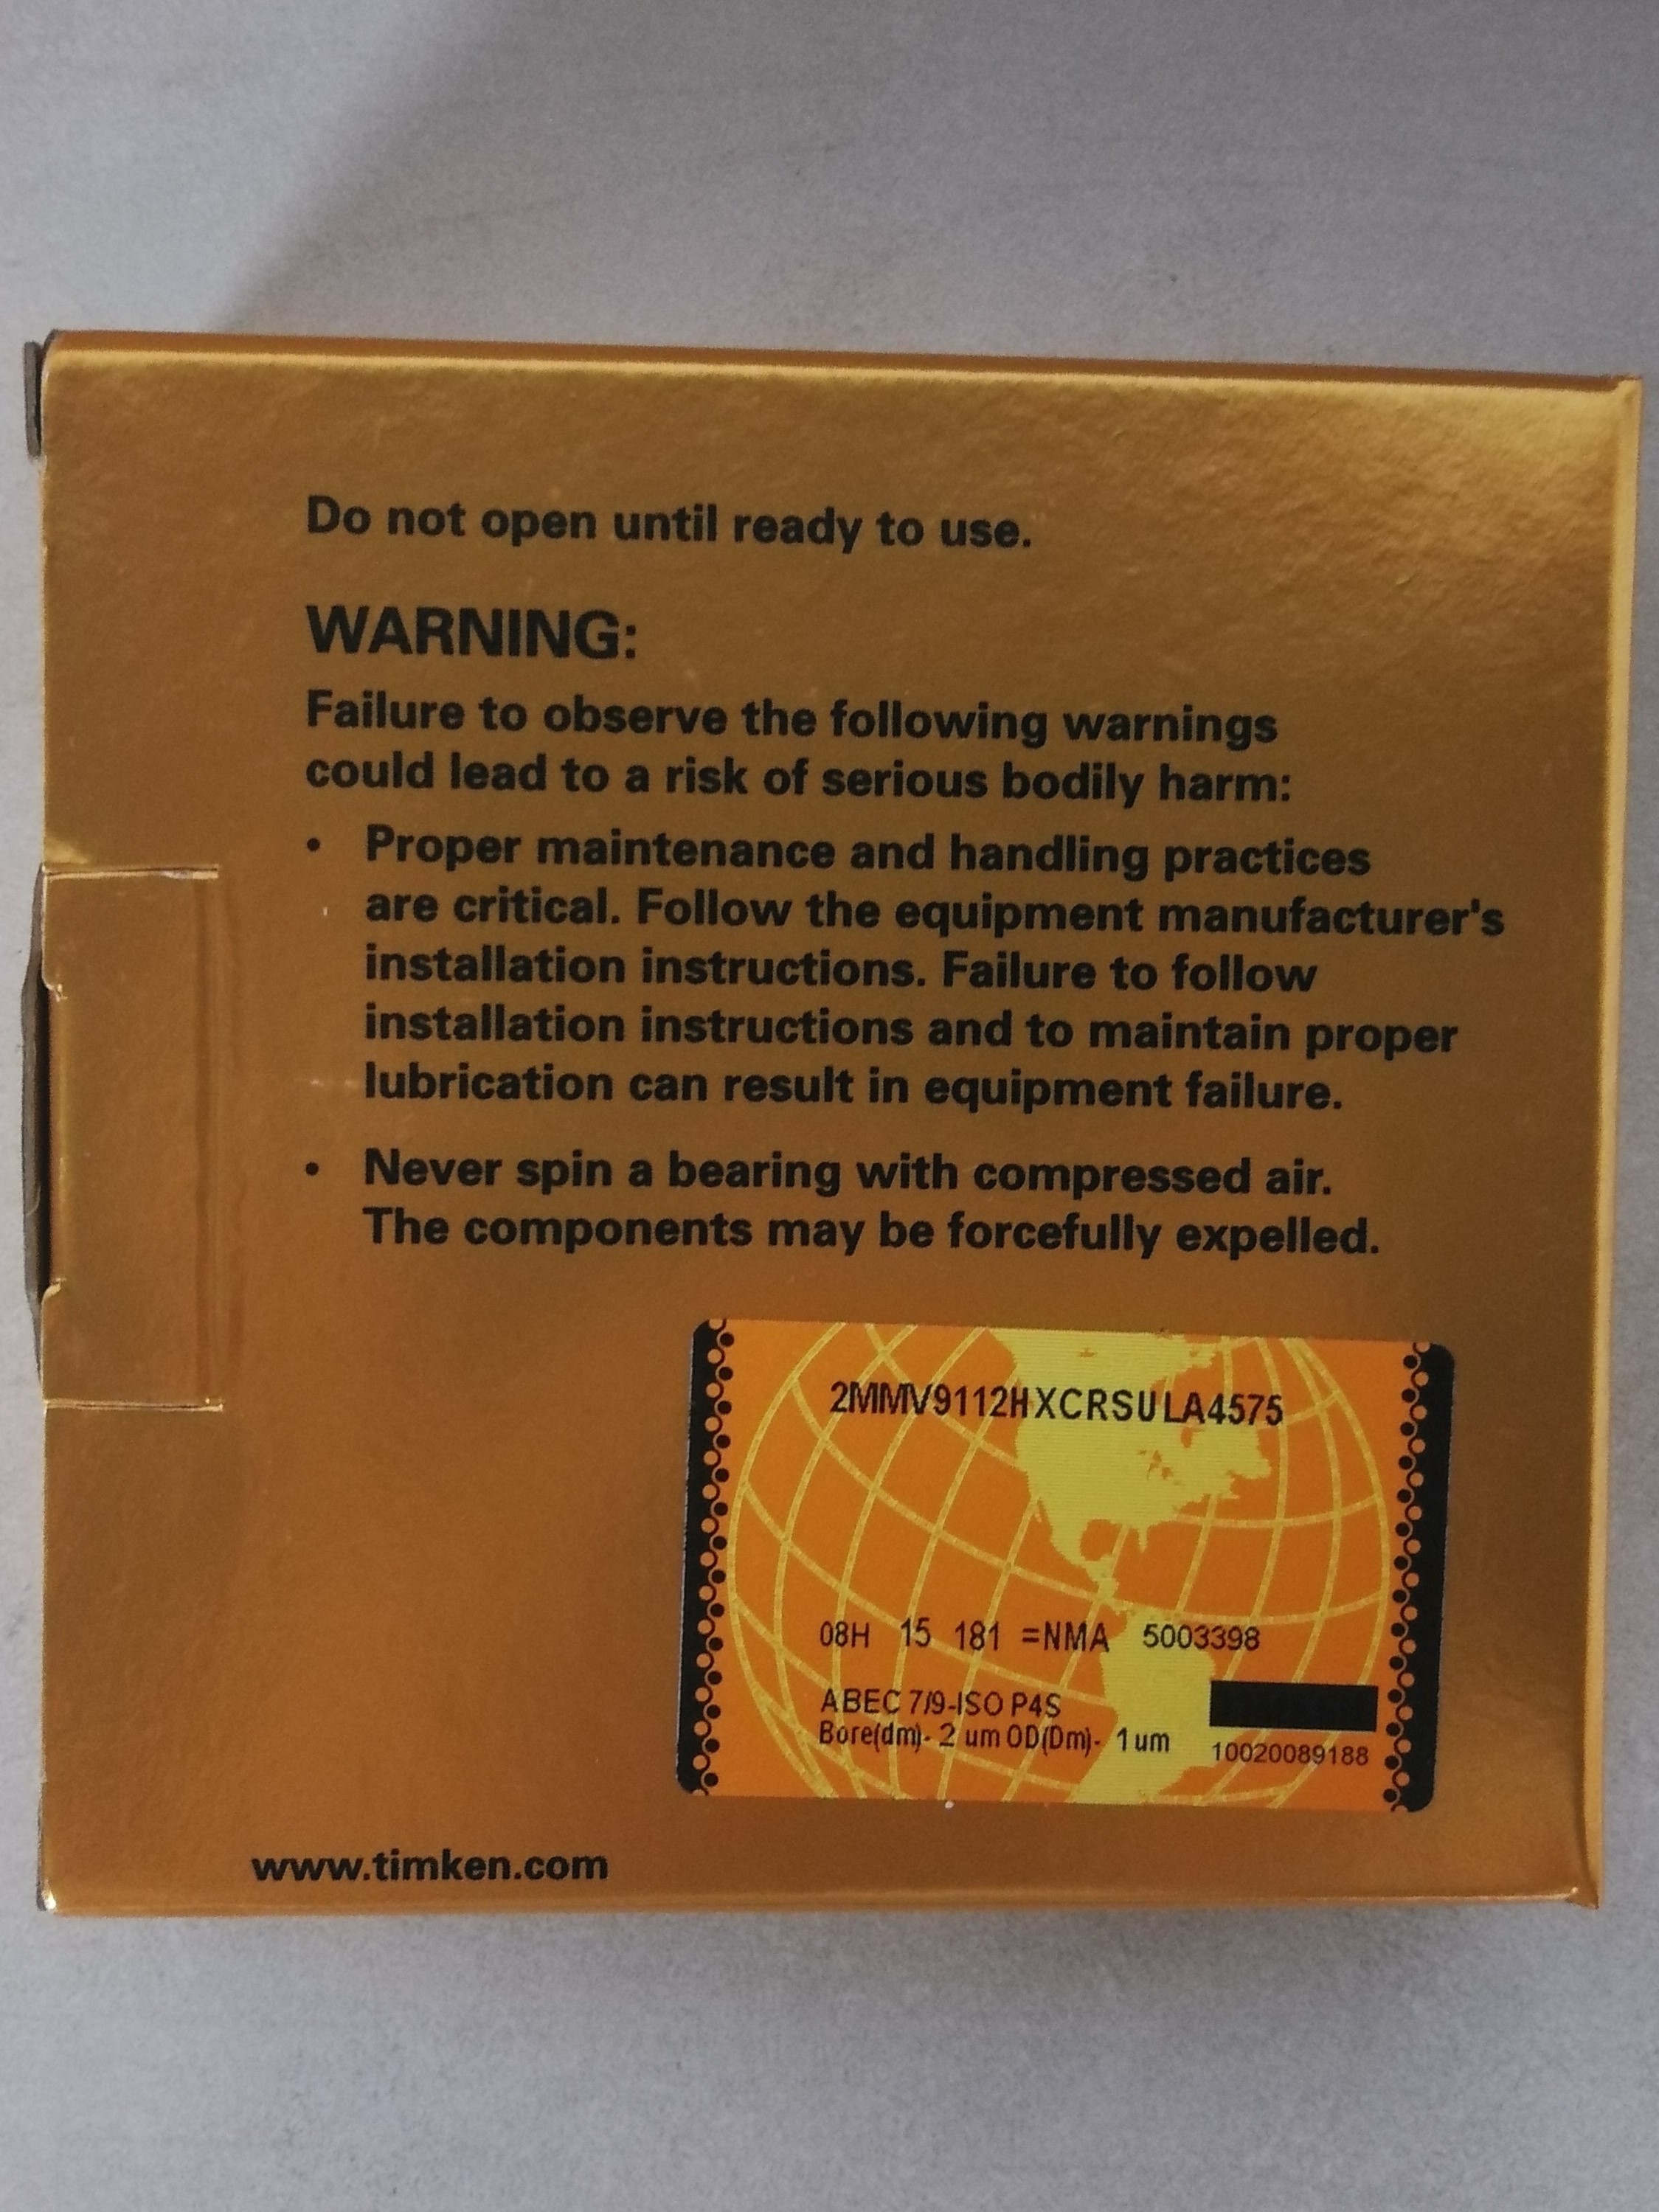 Do not open until ready to use.
WARNING:
Failure to observe the following warnings
could lead to a risk of serious bodily harm:
• Proper maintenance and handling practices
are critical. Follow the equipment manufacturer's
installation instructions. Failure to follow
installation instructions and to maintain proper
lubrication can result in equipment failure.
• Never spin a bearing with compressed air.
The components may be forcefully expelled.
2MMV9112HXCRSULA4575
08H 15 181 =NMA 5003398
ABEC 7/9-ISO P4S
Bore(dm)- 2 um OD(Dm)- 1 um
10020089188
www.timken.com